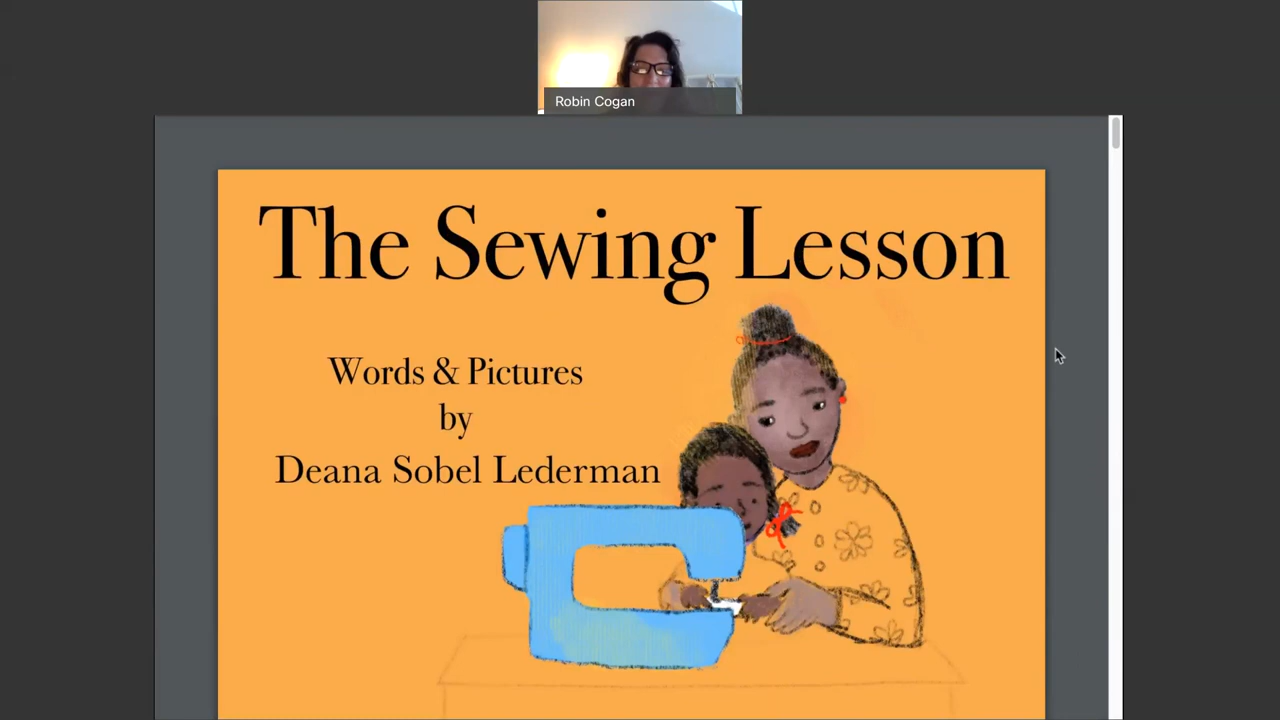 Robin Cogan
The Sewing Lesson
Words & Pictures
by
Deana Sobel Lederman